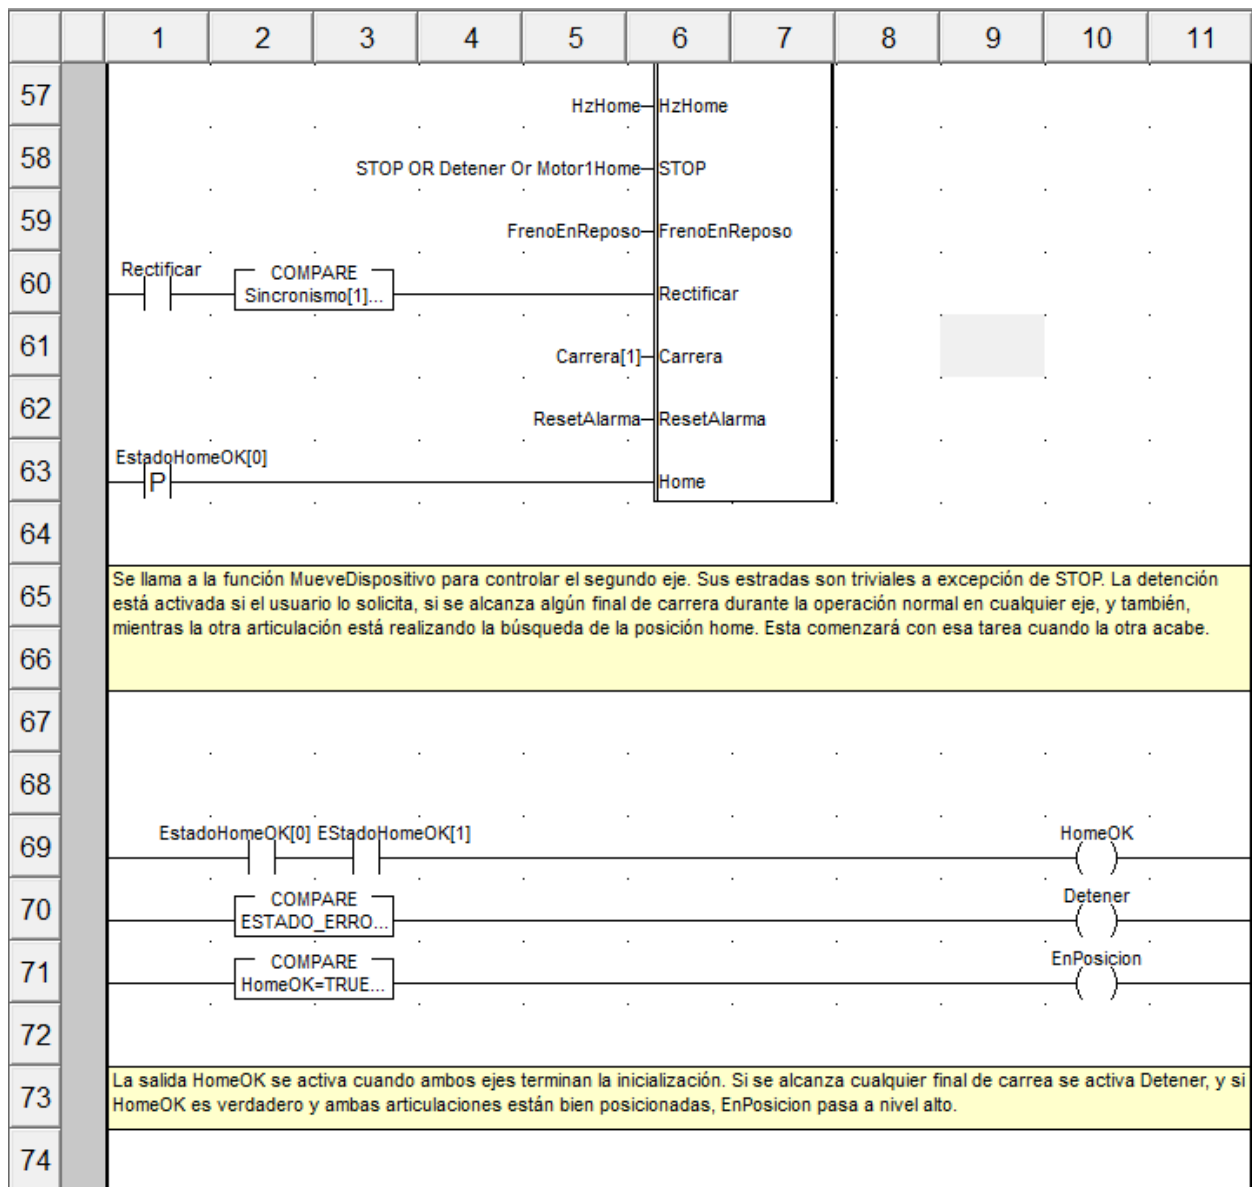 1 2 3 4 5 6 7 8 9 10 11
57
HzHome HzHome
58
STOP OR Detener Or Motor1Home STOP
59
FrenoEnReposo FrenoEnReposo
60
Rectificar
COMPARE
Sincronismo[1]...
Rectificar
61
Carrera[1] Carrera
62
ResetAlarma ResetAlarma
63
EstadoHomeOK[0]
P
Home
64
65
Se llama a la función MueveDispositivo para controlar el segundo eje. Sus estradas son triviales a excepción de STOP. La detención
está activada si el usuario lo solicita, si se alcanza algún final de carrera durante la operación normal en cualquier eje, y también,
mientras la otra articulación está realizando la búsqueda de la posición home. Esta comenzará con esa tarea cuando la otra acabe.
66
67
68
69
EstadoHomeOK[0] EStadoHomeOK[1] HomeOK
70
COMPARE
ESTADO_ERRO...
Detener
71
COMPARE
HomeOK=TRUE...
EnPosicion
72
73
La salida HomeOK se activa cuando ambos ejes terminan la inicialización. Si se alcanza cualquier final de carrea se activa Detener, y si
HomeOK es verdadero y ambas articulaciones están bien posicionadas, EnPosicion pasa a nivel alto.
74